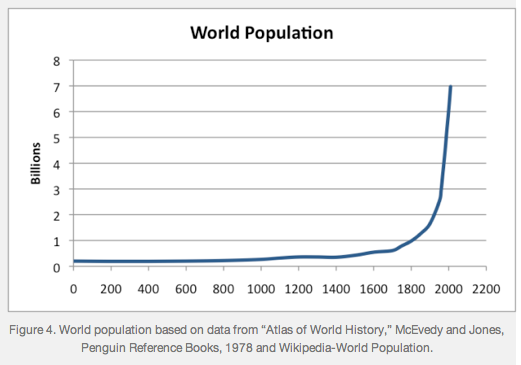 World Population
8
7
6
5
4
3
2
1
0
Billions
0 200 400 600 800 1000 1200 1400 1600 1800 2000 2200
Figure 4. World population based on data from “Atlas of World History,” McEvedy and Jones,
Penguin Reference Books, 1978 and Wikipedia-World Population.